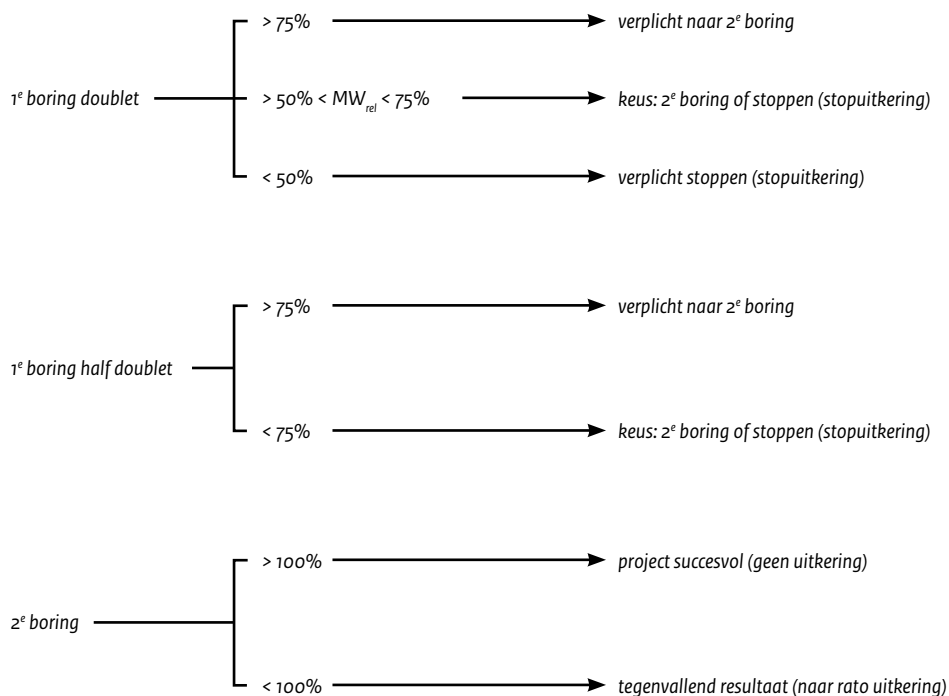 > 75% verplicht naar 2e boring
1e boring doublet > 50% < MWrel < 75% keus: 2e boring of stoppen (stopuitkering)
< 50% verplicht stoppen (stopuitkering)
> 75% verplicht naar 2e boring
1e boring half doublet
< 75% keus: 2e boring of stoppen (stopuitkering)
> 100% project succesvol (geen uitkering)
2e boring
< 100% tegenvallend resultaat (naar rato uitkering)